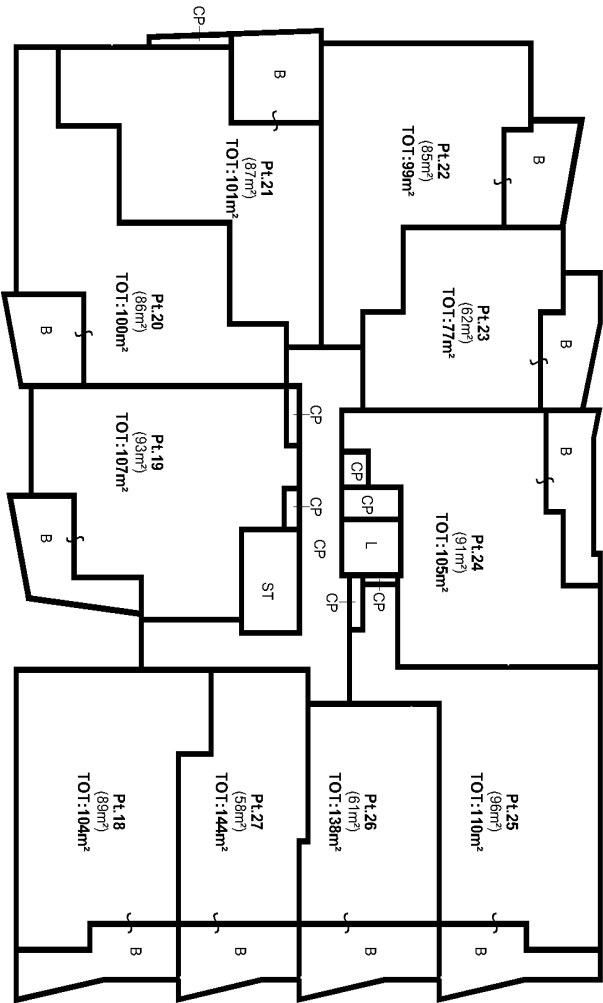 CP
B
Pt.21
(87m²)
TOT:101m²
Pt.22
(85m²)
TOT:99m²
B
Pt.20
(86m²)
TOT:100m²
B
Pt.23
(62m²)
TOT:77m²
B
Pt.19
(93m²)
TOT:107m²
B
CP
CP
CP
ST
CP
CP
L
CP
CP
Pt.24
(91m²)
TOT:105m²
B
Pt.18
(89m²)
TOT:104m²
B
Pt.27
(58m²)
TOT:144m²
B
Pt.26
(61m²)
TOT:138m²
B
Pt.25
(96m²)
TOT:110m²
B